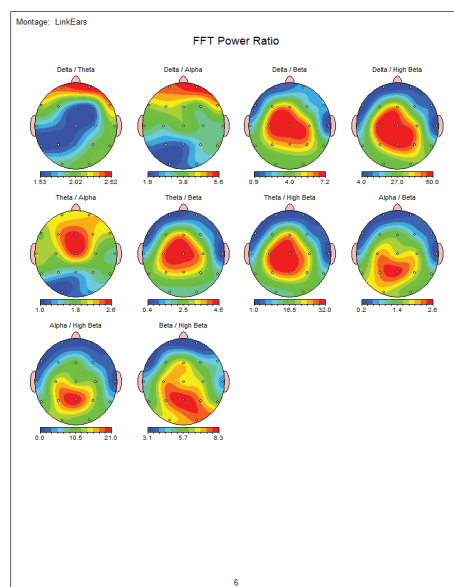 Montage: LinkEars
FFT Power Ratio
Delta / Theta
Delta / Alpha
Delta / Beta
Delta / High Beta
1.53 2.02 2.52
1.9 3.8 5.6
0.9 4.0 7.2
4.0 27.0 50.0
Theta / Alpha
Theta / Beta
Theta / High Beta
Alpha / Beta
1.0 1.8 2.6
0.4 2.5 4.6
1.0 16.5 32.0
0.2 1.4 2.6
Alpha / High Beta
Beta / High Beta
0.0 10.5 21.0
3.1 5.7 8.3
6